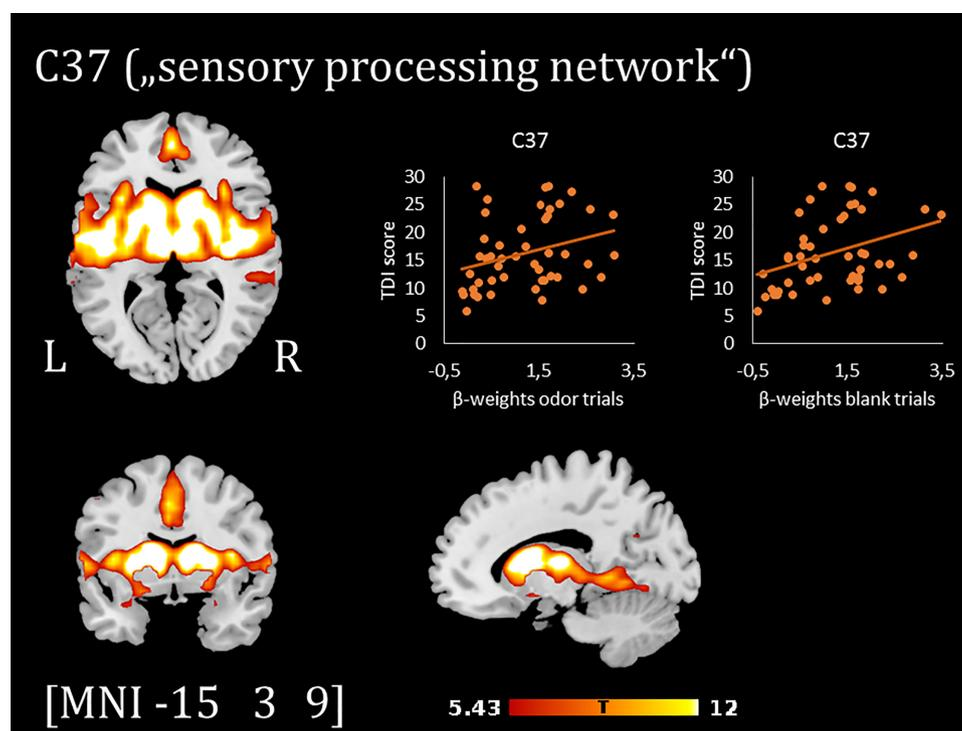 C37 („sensory processing network“)
L R
C37
TDI score
30
25
20
15
10
5
0
-0,5 1,5 3,5
β-weights odor trials
C37
TDI score
30
25
20
15
10
5
0
-0,5 1,5 3,5
β-weights blank trials
[MNI -15 3 9]
5.43 T 12